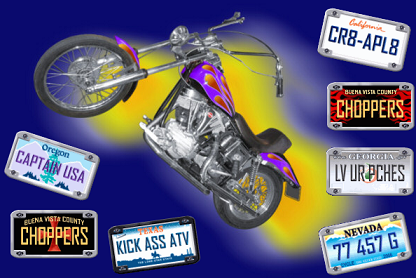 California
CR8-APL8
BUENA VISTA COUNTY
CHOPPERS
Oregon
CAPTAIN USA
GEORGIA
LV UR PCHES
BUENA VISTA COUNTY
CHOPPERS
TEXAS
KICK ASS ATV
NEVADA
77 457 G